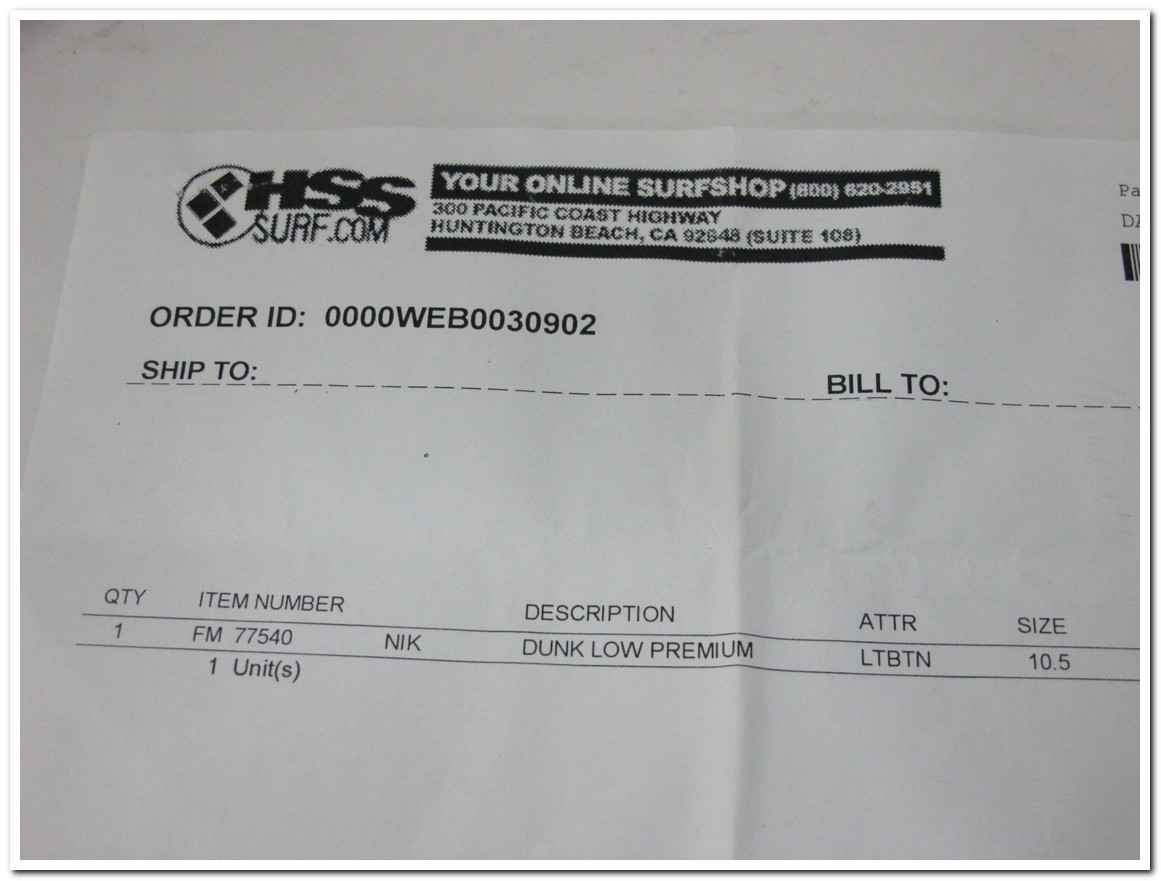 HSS
SURF.COM
YOUR ONLINE SURFSHOP (800) 620-2951
300 PACIFIC COAST HIGHWAY
HUNTINGTON BEACH, CA 92648 (SUITE 108)
Pa
ORDER ID: 0000WEB0030902
SHIP TO:
BILL TO:
QTY ITEM NUMBER DESCRIPTION ATTR SIZE
1 FM 77540 NIK DUNK LOW PREMIUM LTBTN 10.5
1 Unit(s)